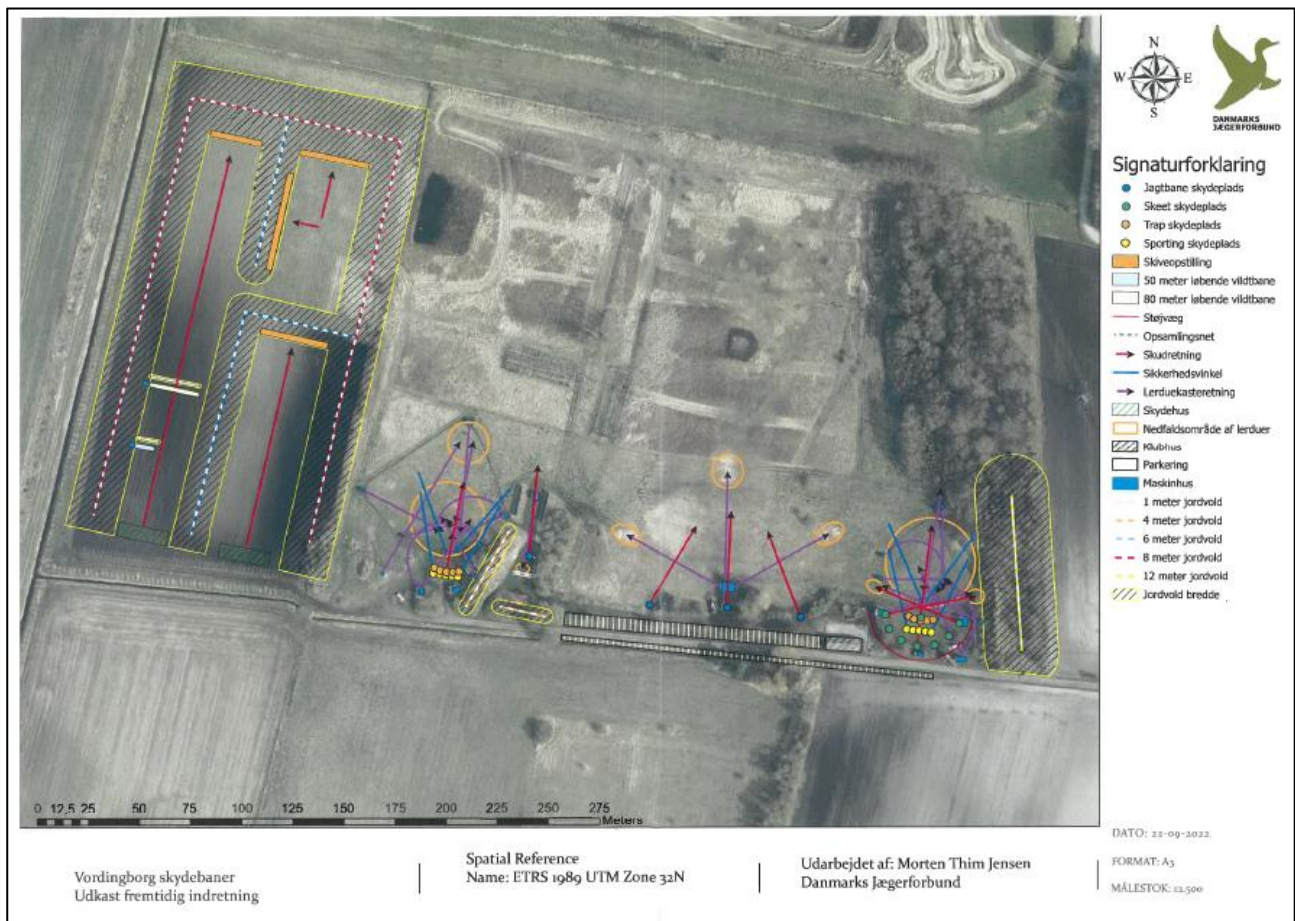 N
W
E
S
DANMARKS
JÆGERFORBUND
Signaturforklaring
Jagtbane skydeplads
Skeet skydeplads
Trap skydeplads
Sporting skydeplads
Skiveopstilling
50 meter løbende vildtbane
80 meter løbende vildtbane
Støjvæg
Opsamlingsnet
Skudretning
Sikkerhedsvinkel
Lerduekasteretning
Skydehus
Nedfaldsområde af lerduer
Klubhus
Parkering
Maskinhus
1 meter jordvold
4 meter jordvold
6 meter jordvold
8 meter jordvold
12 meter jordvold
Jordvold bredde
0 12,5 25 50 75 100 125 150 175 200 225 250 275
Meters
Vordingborg skydebaner
Udkast fremtidig indretning
Spatial Reference
Name: ETRS 1989 UTM Zone 32N
Udarbejdet af: Morten Thim Jensen
Danmarks Jægerforbund
DATO: 22-09-2022
FORMAT: A3
MÅLESTOK: 1:1.500